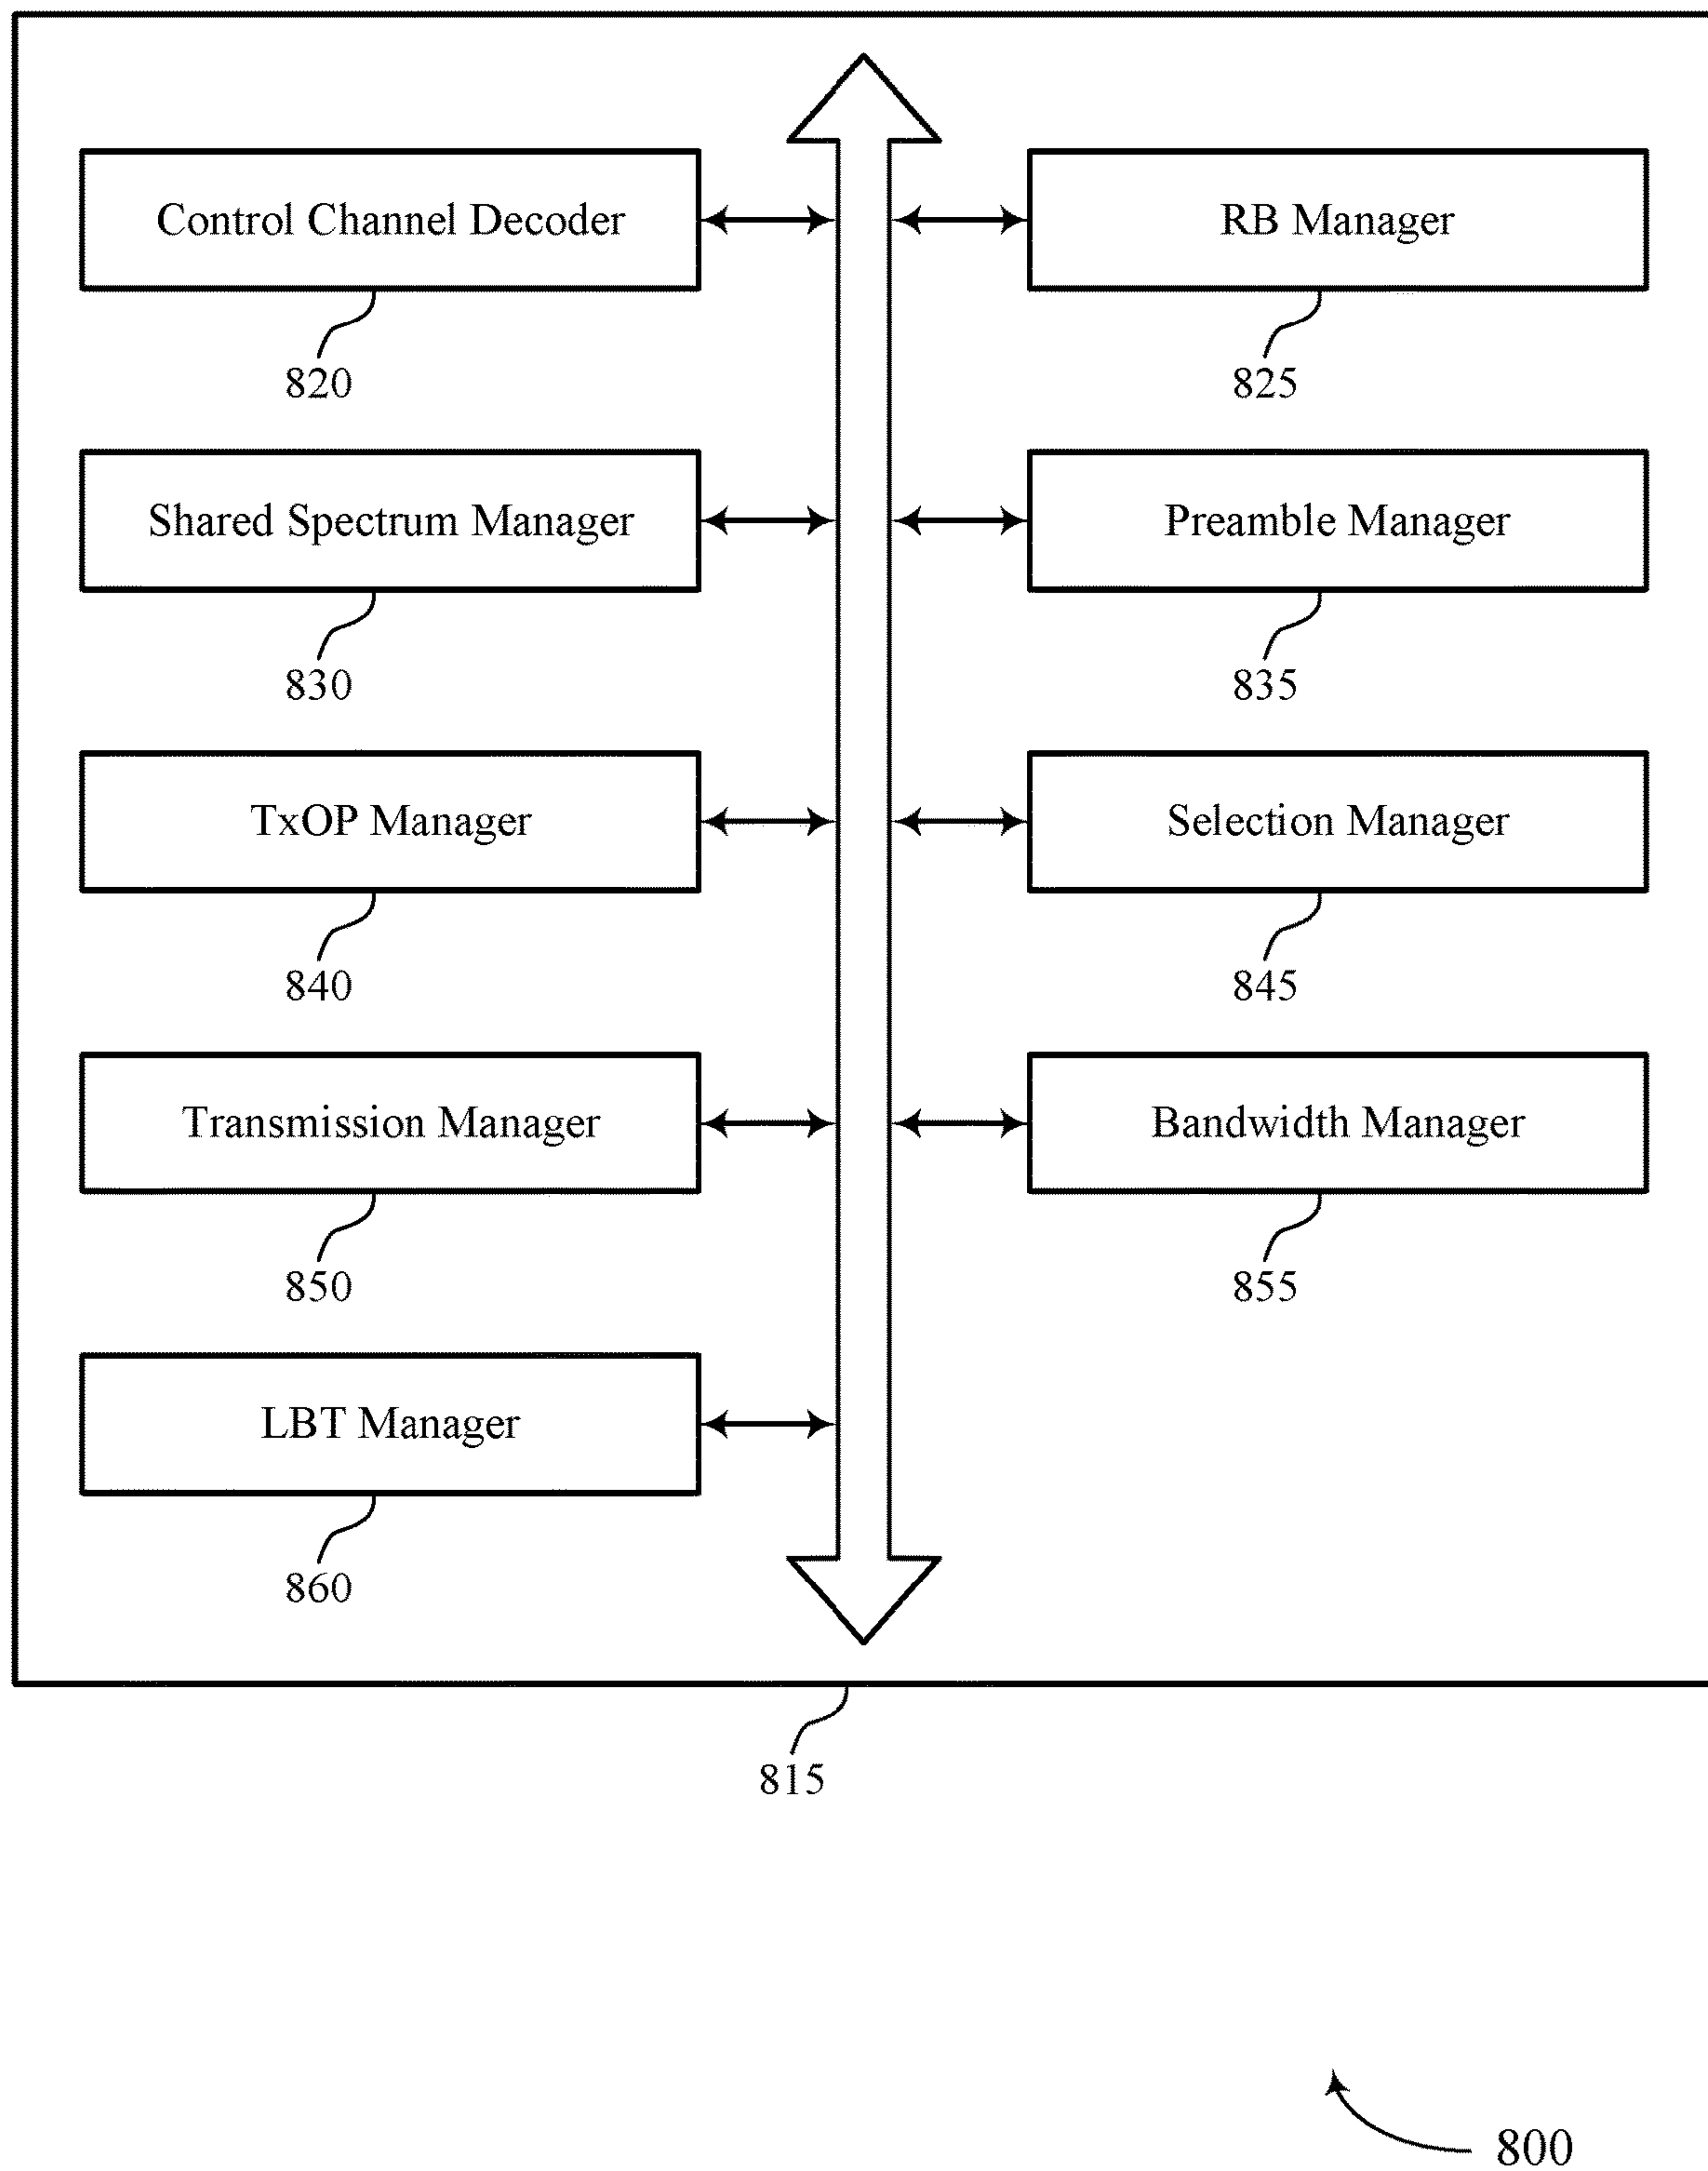 Control Channel Decoder
RB Manager
820
825
Shared Spectrum Manager
Preamble Manager
830
835
TxOP Manager
Selection Manager
840
845
Transmission Manager
Bandwidth Manager
850
855
LBT Manager
860
815
800